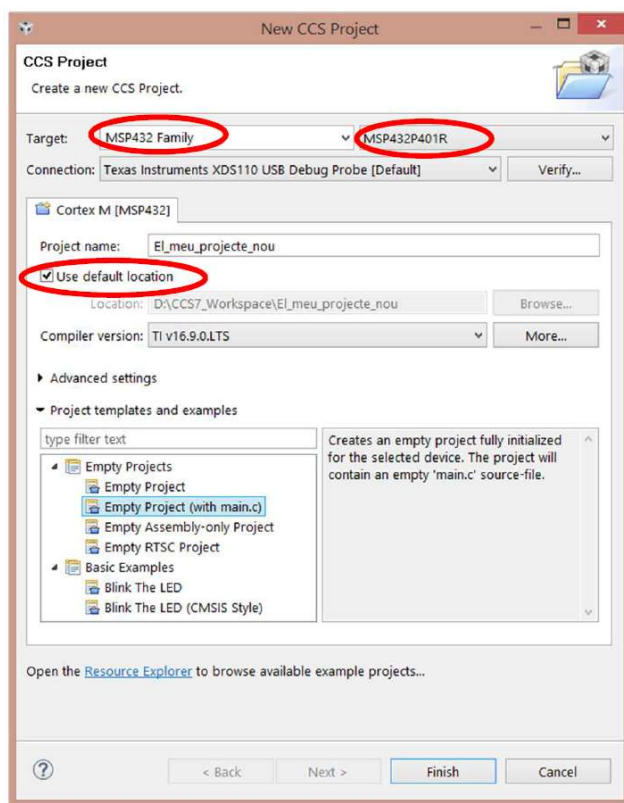 New CCS Project
CCS Project
Create a new CCS Project.
Target: MSP432 Family MSP432P401R
Connection: Texas Instruments XDS110 USB Debug Probe [Default] Verify...
Cortex M [MSP432]
Project name: El_meu_projecte_nou
Use default location
Location: D:\CCS7_Workspace\El_meu_projecte_nou Browse...
Compiler version: TI v16.9.0.LTS More...
Advanced settings
Project templates and examples
type filter text
Empty Projects
Empty Project
Empty Project (with main.c)
Empty Assembly-only Project
Empty RTSC Project
Basic Examples
Blink The LED
Blink The LED (CMSIS Style)
Creates an empty project fully initialized
for the selected device. The project will
contain an empty 'main.c' source-file.
Open the Resource Explorer to browse available example projects...
? < Back Next > Finish Cancel